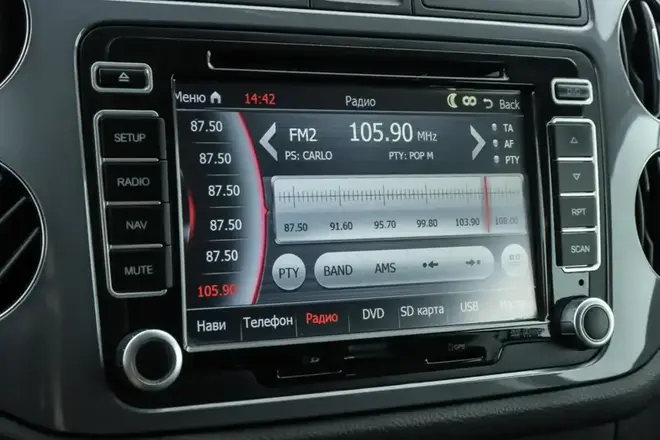 Меню 14:42 Радио Back
SETUP
RADIO
NAV
MUTE
87.50
87.50
87.50
87.50
87.50
105.90
FM2 105.90 MHz
PS: CARLO PTY: POP M
TA
AF
PTY
87.50 91.60 95.70 99.80 103.90 108.00
PTY BAND AMS
Нави Телефон Радио DVD SD карта USB
RPT
SCAN